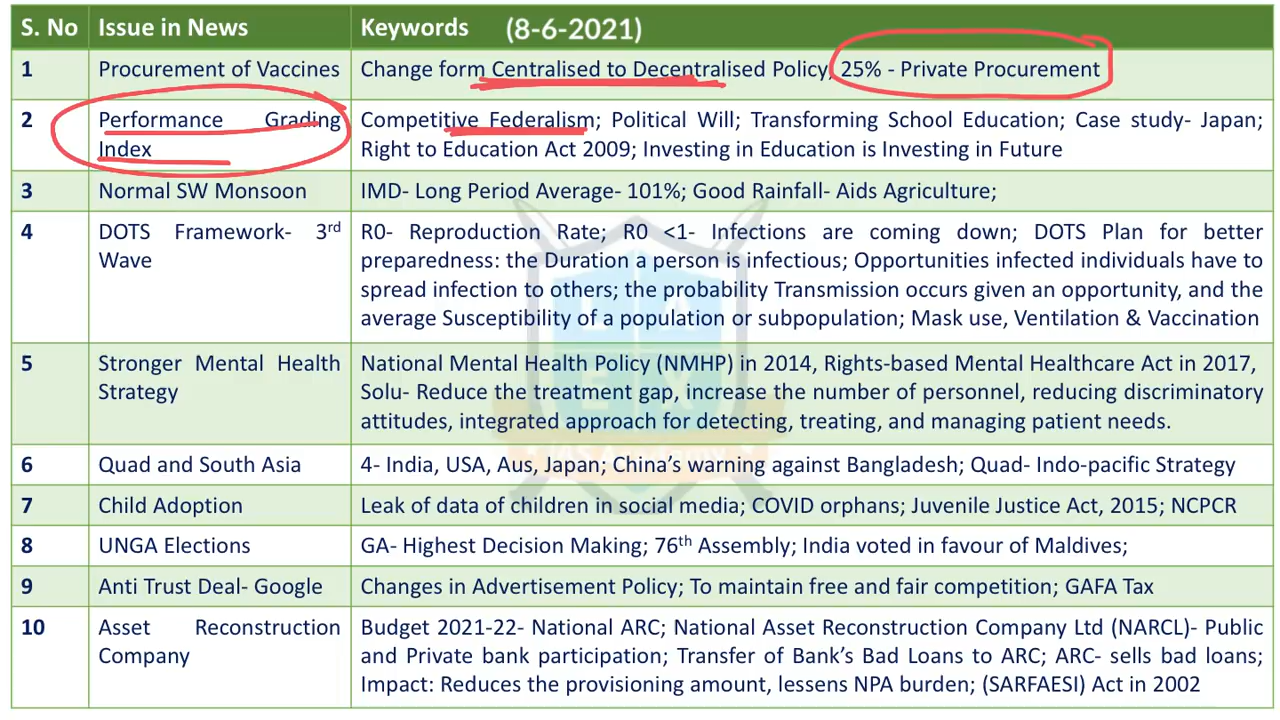 S. No Issue in News Keywords (8-6-2021)
1 Procurement of Vaccines Change form Centralised to Decentralised Policy, 25% - Private Procurement
2 Performance Grading Index Competitive Federalism; Political Will; Transforming School Education; Case study- Japan;
Right to Education Act 2009; Investing in Education is Investing in Future
3 Normal SW Monsoon IMD- Long Period Average- 101%; Good Rainfall- Aids Agriculture;
4 DOTS Framework- 3rd Wave R0- Reproduction Rate; R0 <1- Infections are coming down; DOTS Plan for better
preparedness: the Duration a person is infectious; Opportunities infected individuals have to
spread infection to others; the probability Transmission occurs given an opportunity, and the
average Susceptibility of a population or subpopulation; Mask use, Ventilation & Vaccination
5 Stronger Mental Health Strategy National Mental Health Policy (NMHP) in 2014, Rights-based Mental Healthcare Act in 2017,
Solu- Reduce the treatment gap, increase the number of personnel, reducing discriminatory
attitudes, integrated approach for detecting, treating, and managing patient needs.
6 Quad and South Asia 4- India, USA, Aus, Japan; China's warning against Bangladesh; Quad- Indo-pacific Strategy
7 Child Adoption Leak of data of children in social media; COVID orphans; Juvenile Justice Act, 2015; NCPCR
8 UNGA Elections GA- Highest Decision Making; 76th Assembly; India voted in favour of Maldives;
9 Anti Trust Deal- Google Changes in Advertisement Policy; To maintain free and fair competition; GAFA Tax
10 Asset Reconstruction Company Budget 2021-22- National ARC; National Asset Reconstruction Company Ltd (NARCL)- Public
and Private bank participation; Transfer of Bank's Bad Loans to ARC; ARC- sells bad loans;
Impact: Reduces the provisioning amount, lessens NPA burden; (SARFAESI) Act in 2002